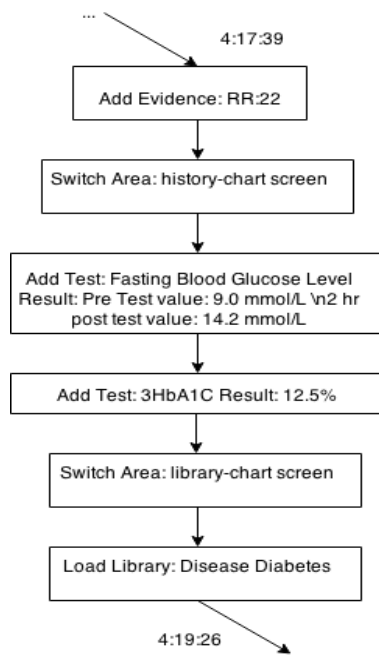 ...
4:17:39
Add Evidence: RR:22
Switch Area: history-chart screen
Add Test: Fasting Blood Glucose Level
Result: Pre Test value: 9.0 mmol/L \n2 hr
post test value: 14.2 mmol/L
Add Test: 3HbA1C Result: 12.5%
Switch Area: library-chart screen
Load Library: Disease Diabetes
4:19:26